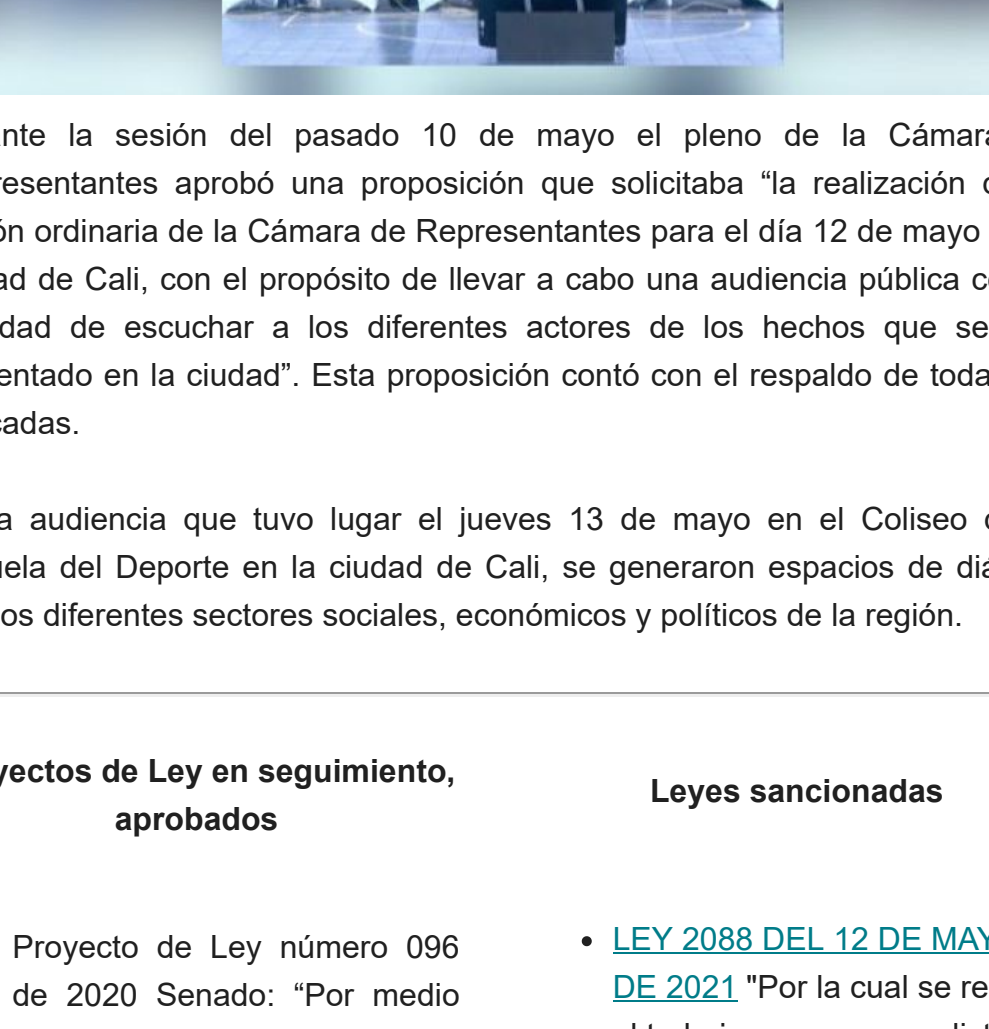 nte la sesión del pasado 10 de mayo el pleno de la Cámara
resentantes aprobó una proposición que solicitaba “la realización
ón ordinaria de la Cámara de Representantes para el día 12 de mayo
ad de Cali, con el propósito de llevar a cabo una audiencia pública
dad de escuchar a los diferentes actores de los hechos que se
entado en la ciudad”. Esta proposición contó con el respaldo de toda
cadas.
a audiencia que tuvo lugar el jueves 13 de mayo en el Coliseo
uela del Deporte en la ciudad de Cali, se generaron espacios de diá
os diferentes sectores sociales, económicos y políticos de la región.
yectos de Ley en seguimiento,
aprobados
Proyecto de Ley número 096
de 2020 Senado: “Por medio
Leyes sancionadas
• LEY 2088 DEL 12 DE MAY
DE 2021 "Por la cual se re